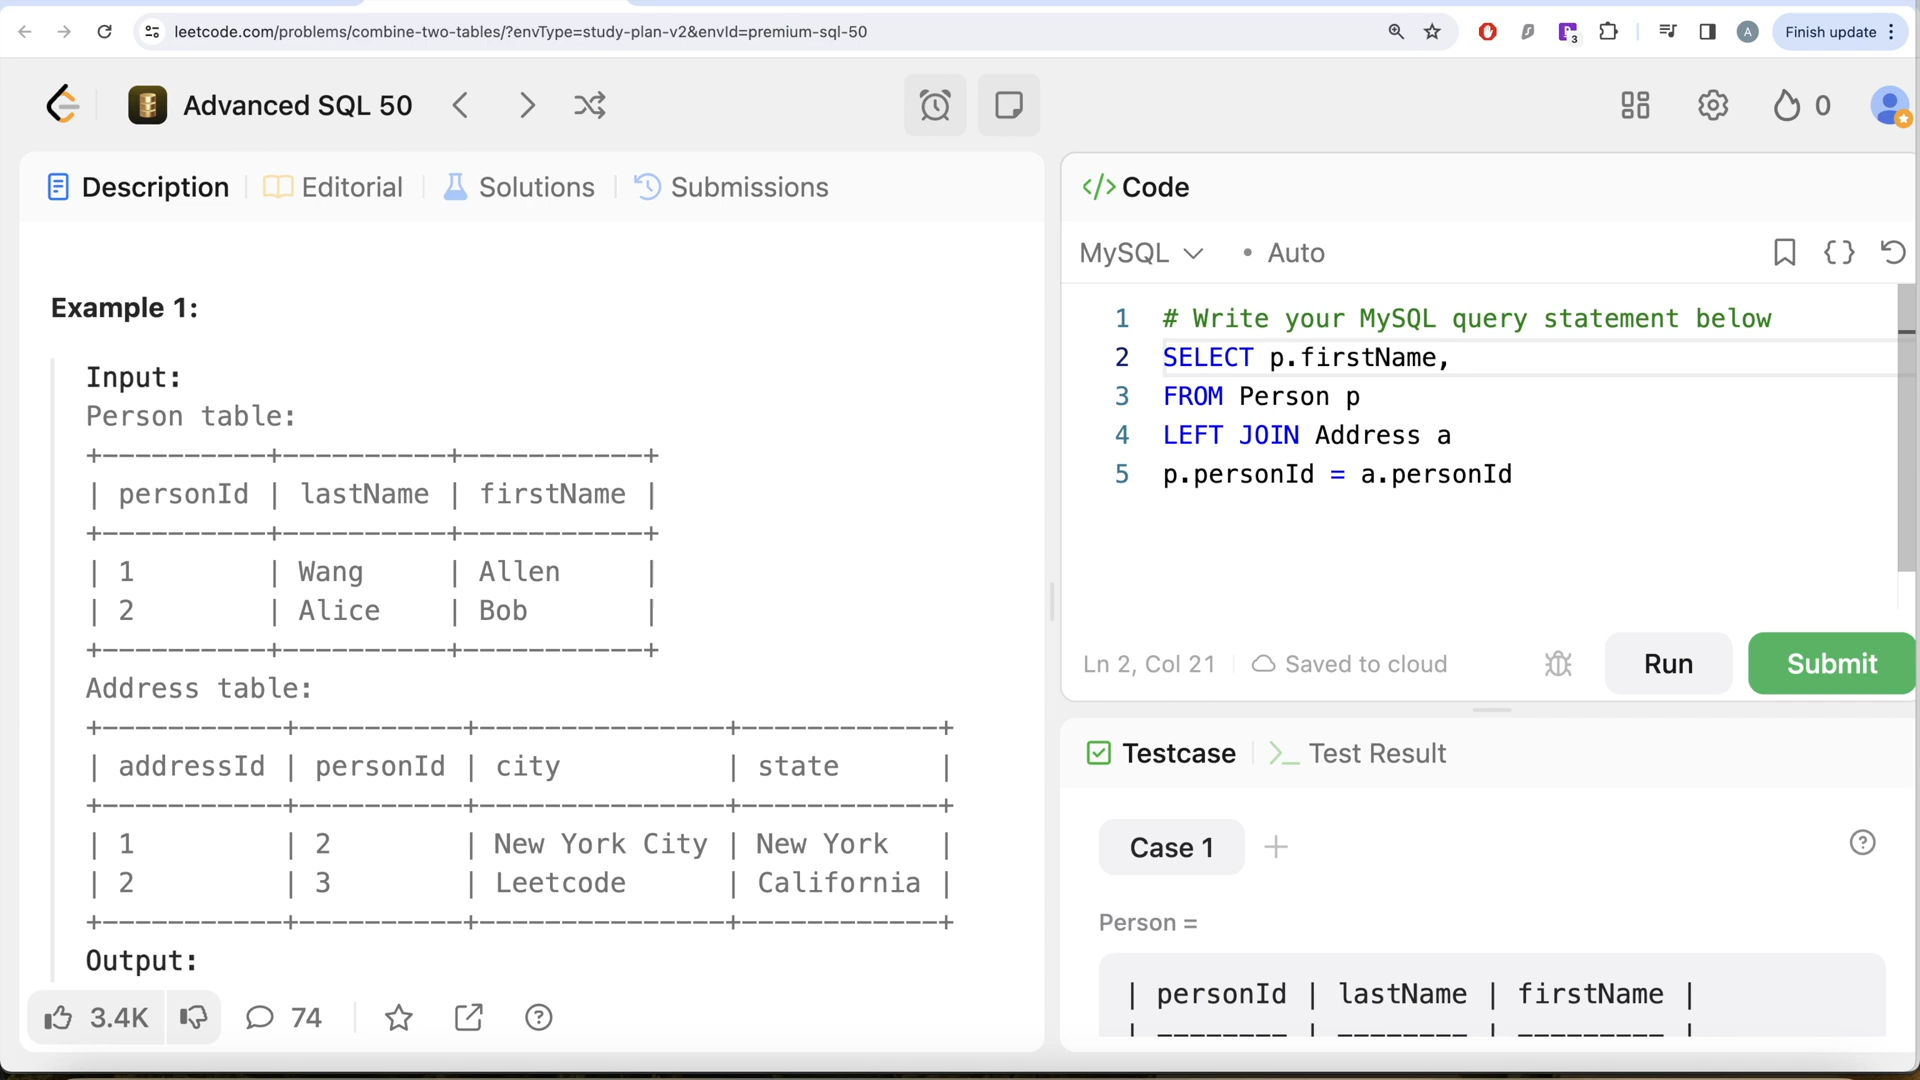 leetcode.com/problems/combine-two-tables/?envType=study-plan-v2&envId=premium-sql-50
3
A
Finish update
Advanced SQL 50
0
Description
Editorial
Solutions
Submissions
Example 1:
Input:
Person table:
+----------+----------+-----------+
| personId | lastName | firstName |
+----------+----------+-----------+
| 1 | Wang | Allen |
| 2 | Alice | Bob |
+----------+----------+-----------+
Address table:
+-----------+----------+---------------+------------+
| addressId | personId | city | state |
+-----------+----------+---------------+------------+
| 1 | 2 | New York City | New York |
| 2 | 3 | Leetcode | California |
+-----------+----------+---------------+------------+
Output:
3.4K
74
</> Code
MySQL
• Auto
1 # Write your MySQL query statement below
2 SELECT p.firstName,
3 FROM Person p
4 LEFT JOIN Address a
5 p.personId = a.personId
Ln 2, Col 21
Saved to cloud
Run
Submit
Testcase
>_ Test Result
Case 1
+
Person =
| personId | lastName | firstName |
| -------- | -------- | --------- |